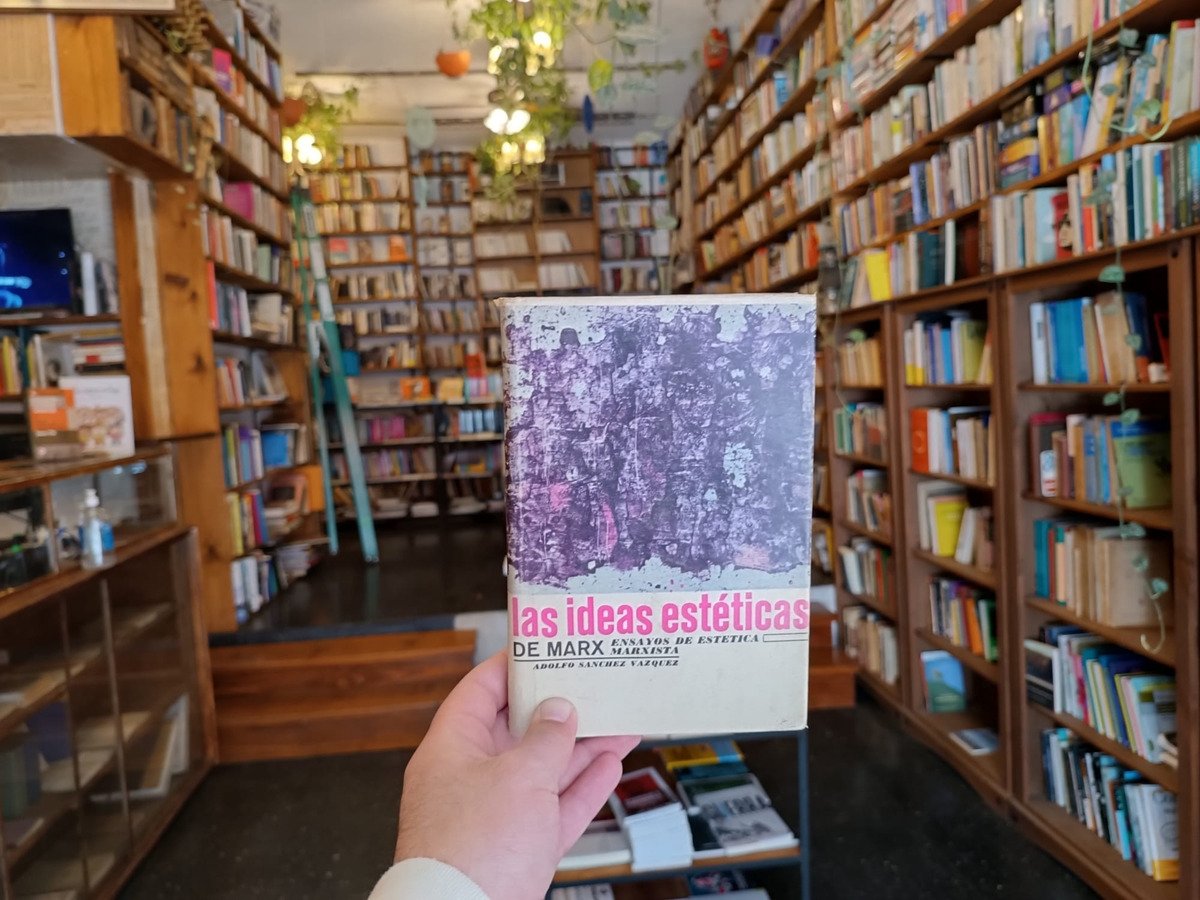 las ideas estéticas
DE MARX ENSAYOS DE ESTETICA
MARXISTA
ADOLFO SANCHEZ VAZQUEZ